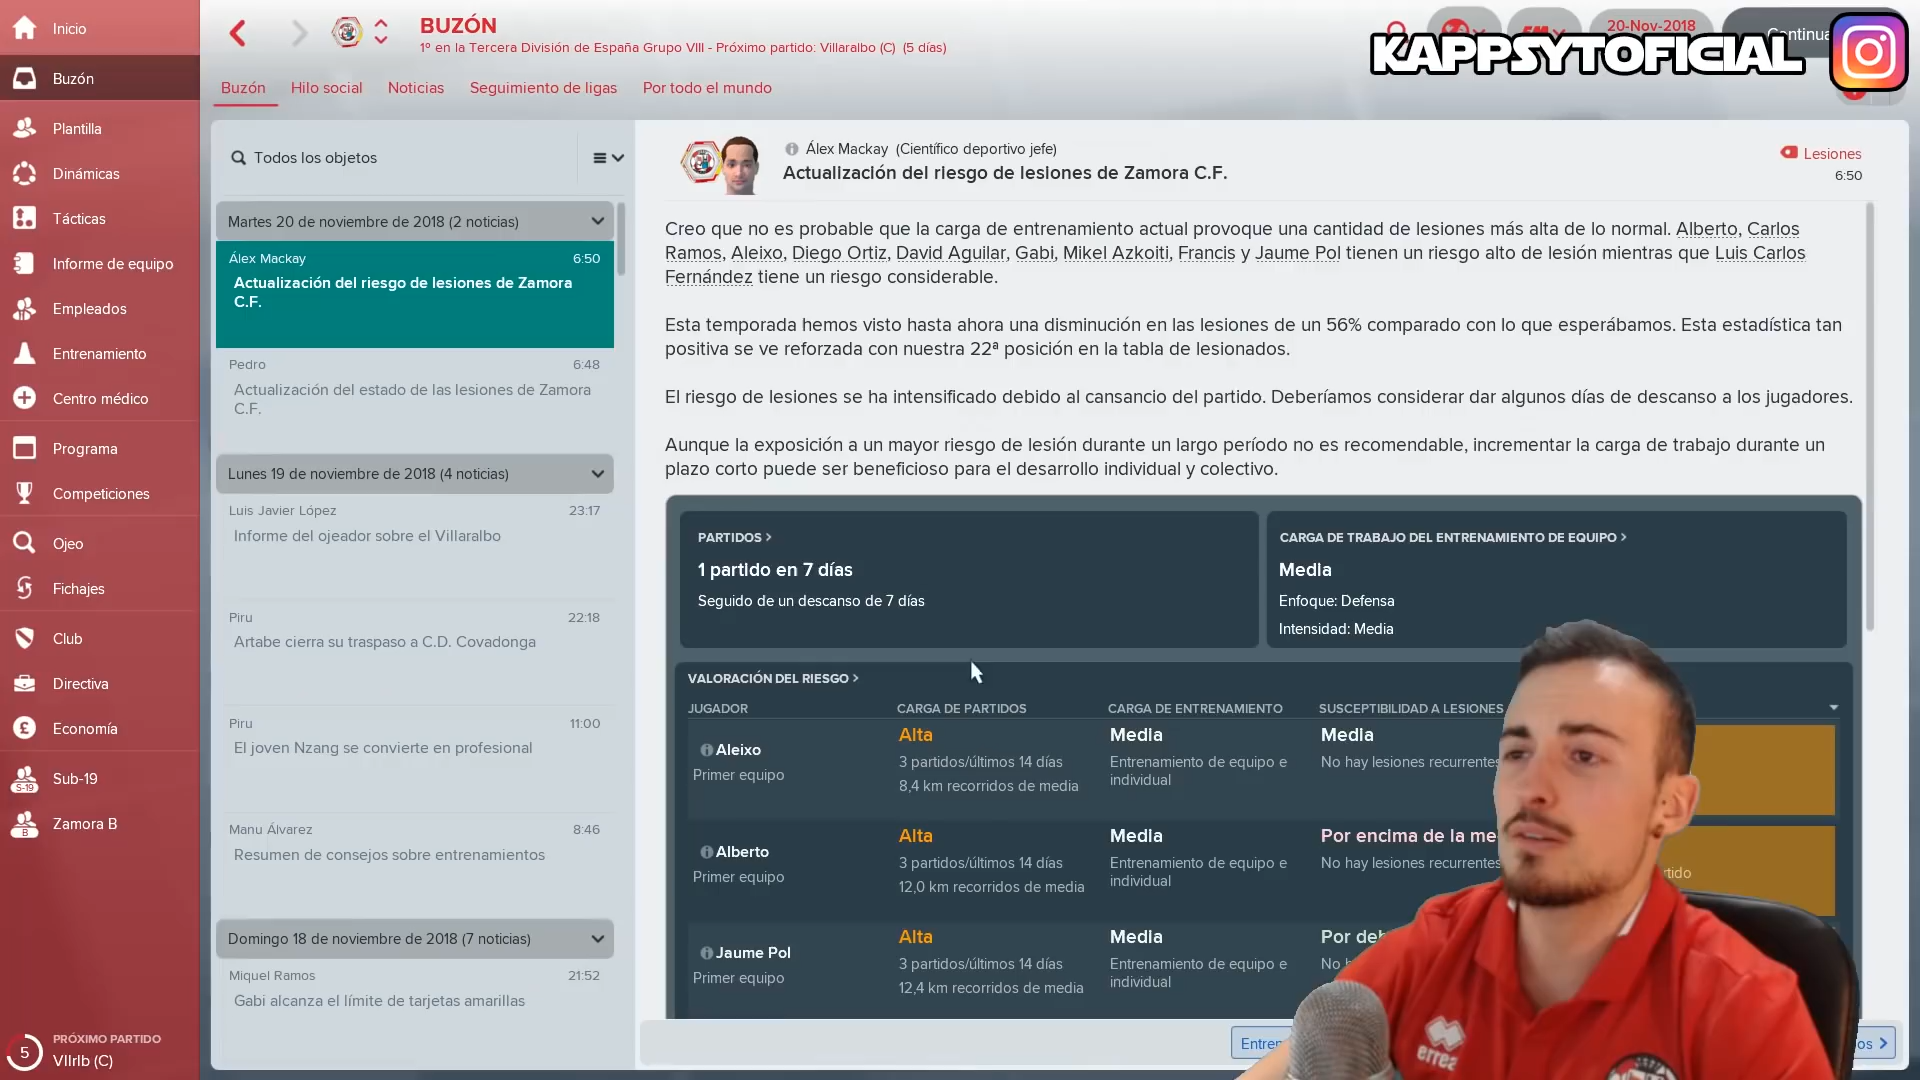 Inicio
Buzón
Plantilla
Dinámicas
Tácticas
Informe de equipo
Empleados
Entrenamiento
Centro médico
Programa
Competiciones
Ojeo
Fichajes
Club
Directiva
Economía
S-19
Sub-19
B
Zamora B
5
PRÓXIMO PARTIDO
Vllrlb (C)
BUZÓN
1º en la Tercera División de España Grupo VIII - Próximo partido: Villaralbo (C) (5 días)
20-Nov-2018
KAPPSYTOFICIAL
Buzón
Hilo social
Noticias
Seguimiento de ligas
Por todo el mundo
Todos los objetos
Martes 20 de noviembre de 2018 (2 noticias)
Álex Mackay 6:50
Actualización del riesgo de lesiones de Zamora
C.F.
Pedro 6:48
Actualización del estado de las lesiones de Zamora
C.F.
Lunes 19 de noviembre de 2018 (4 noticias)
Luis Javier López 23:17
Informe del ojeador sobre el Villaralbo
Piru 22:18
Artabe cierra su traspaso a C.D. Covadonga
Piru 11:00
El joven Nzang se convierte en profesional
Manu Álvarez 8:46
Resumen de consejos sobre entrenamientos
Domingo 18 de noviembre de 2018 (7 noticias)
Miquel Ramos 21:52
Gabi alcanza el límite de tarjetas amarillas
Álex Mackay (Científico deportivo jefe)
Actualización del riesgo de lesiones de Zamora C.F.
Lesiones
6:50
Creo que no es probable que la carga de entrenamiento actual provoque una cantidad de lesiones más alta de lo normal. Alberto, Carlos
Ramos, Aleixo, Diego Ortiz, David Aguilar, Gabi, Mikel Azkoiti, Francis y Jaume Pol tienen un riesgo alto de lesión mientras que Luis Carlos
Fernández tiene un riesgo considerable.
Esta temporada hemos visto hasta ahora una disminución en las lesiones de un 56% comparado con lo que esperábamos. Esta estadística tan
positiva se ve reforzada con nuestra 22ª posición en la tabla de lesionados.
El riesgo de lesiones se ha intensificado debido al cansancio del partido. Deberíamos considerar dar algunos días de descanso a los jugadores.
Aunque la exposición a un mayor riesgo de lesión durante un largo período no es recomendable, incrementar la carga de trabajo durante un
plazo corto puede ser beneficioso para el desarrollo individual y colectivo.
PARTIDOS >
1 partido en 7 días
Seguido de un descanso de 7 días
CARGA DE TRABAJO DEL ENTRENAMIENTO DE EQUIPO >
Media
Enfoque: Defensa
Intensidad: Media
VALORACIÓN DEL RIESGO >
JUGADOR CARGA DE PARTIDOS CARGA DE ENTRENAMIENTO SUSCEPTIBILIDAD A LESIONES
Aleixo
Primer equipo
Alta
3 partidos/últimos 14 días
8,4 km recorridos de media
Media
Entrenamiento de equipo e
individual
Media
No hay lesiones recurrentes
Alberto
Primer equipo
Alta
3 partidos/últimos 14 días
12,0 km recorridos de media
Media
Entrenamiento de equipo e
individual
Por encima de la me
No hay lesiones recurrentes
Jaume Pol
Primer equipo
Alta
3 partidos/últimos 14 días
12,4 km recorridos de media
Media
Entrenamiento de equipo e
individual
Por
errea